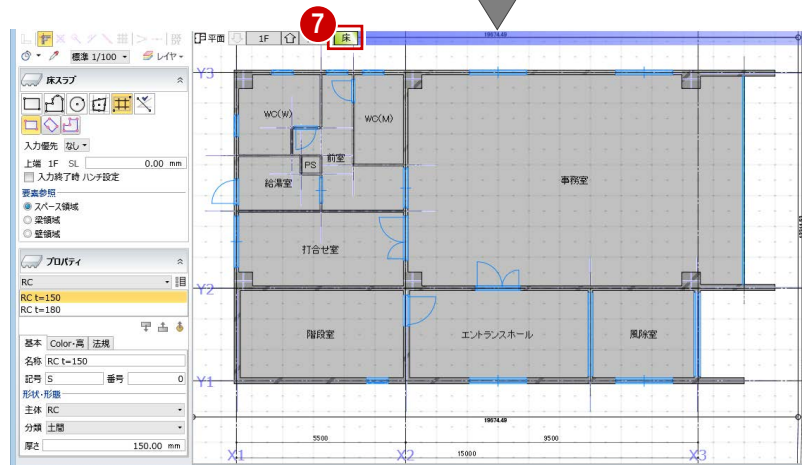 平面 1F 7 床
標準 1/100 レイヤ
19674.49
床スラブ
入力優先 なし
上端 1F SL 0.00 mm
入力終了時 ハンチ設定
要素参照
スペース領域
梁領域
壁領域
プロパティ
RC
RC t=150
RC t=180
基本 Color・高 法規
名称 RC t=150
記号 S 番号 0
形状・形態
主体 RC
分類 土間
厚さ 150.00 mm
Y3
WC(W)
WC(M)
PS
前室
給湯室
事務室
打合せ室
Y2
階段室
エントランスホール
風除室
Y1
19674.49
5500
9500
15000
X1
X2
X3